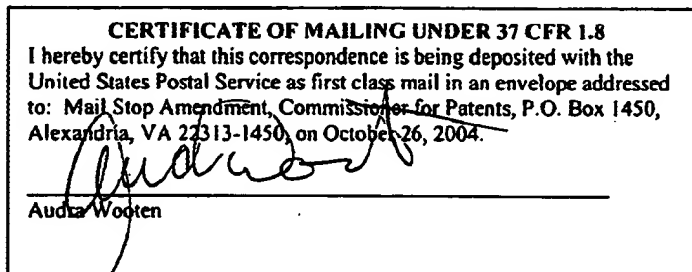 CERTIFICATE OF MAILING UNDER 37 CFR 1.8
I hereby certify that this correspondence is being deposited with the
United States Postal Service as first class mail in an envelope addressed
to: Mail Stop Amendment, Commissioner for Patents, P.O. Box 1450,
Alexandria, VA 22313-1450, on October 26, 2004.
Audra Wooten